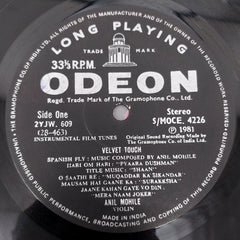 LONG PLAYING
TRADE MARK
33⅓ R.P.M.
ODEON
Regd. Trade Mark of The Gramophone Co., Ltd.
Side One
2YJW. 609
(2S-463)
INSTRUMENTAL FILM TUNES
Stereo
S/MOCE. 4226
Ⓟ 1981
Original Sound Recording Made by
The Gramophone Co. of India Ltd.
VELVET TOUCH
SPANISH FLY : MUSIC COMPOSED BY ANIL MOHILE
HARI OM HARI : "PYAARA DUSHMAN"
TITLE MUSIC : "SHAAN"
O SAATHI RE : "MUQADDAR KA SIKANDAR"
MAUSAM HAI GAANE KA : "SURAKKSHA"
JAANE KAHAN GAYE VO DIN
"MERA NAAM JOKER"
ANIL MOHILE
VIOLIN
MADE IN INDIA